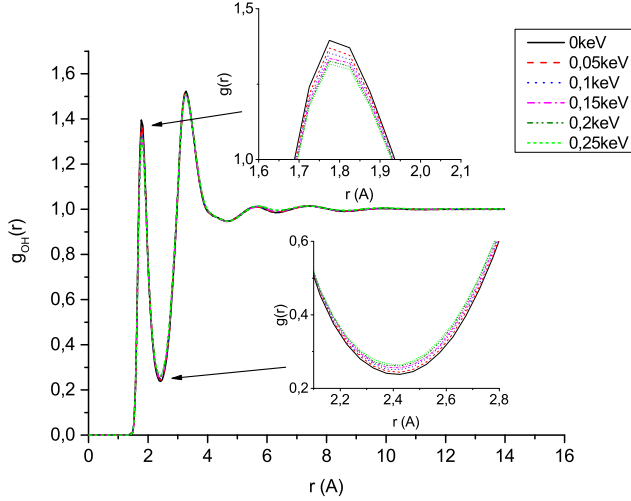 1,5
g(r)
1,0
1,6 1,7 1,8 1,9 2,0 2,1
r (A)
0keV
0,05keV
0,1keV
0,15keV
0,2keV
0,25keV
1,6
1,4
1,2
1,0
0,8
0,6
0,4
0,2
0,0
gOH(r)
0,6
g(r)
0,4
0,2
2,2 2,4 2,6 2,8
r (A)
0 2 4 6 8 10 12 14 16
r (A)